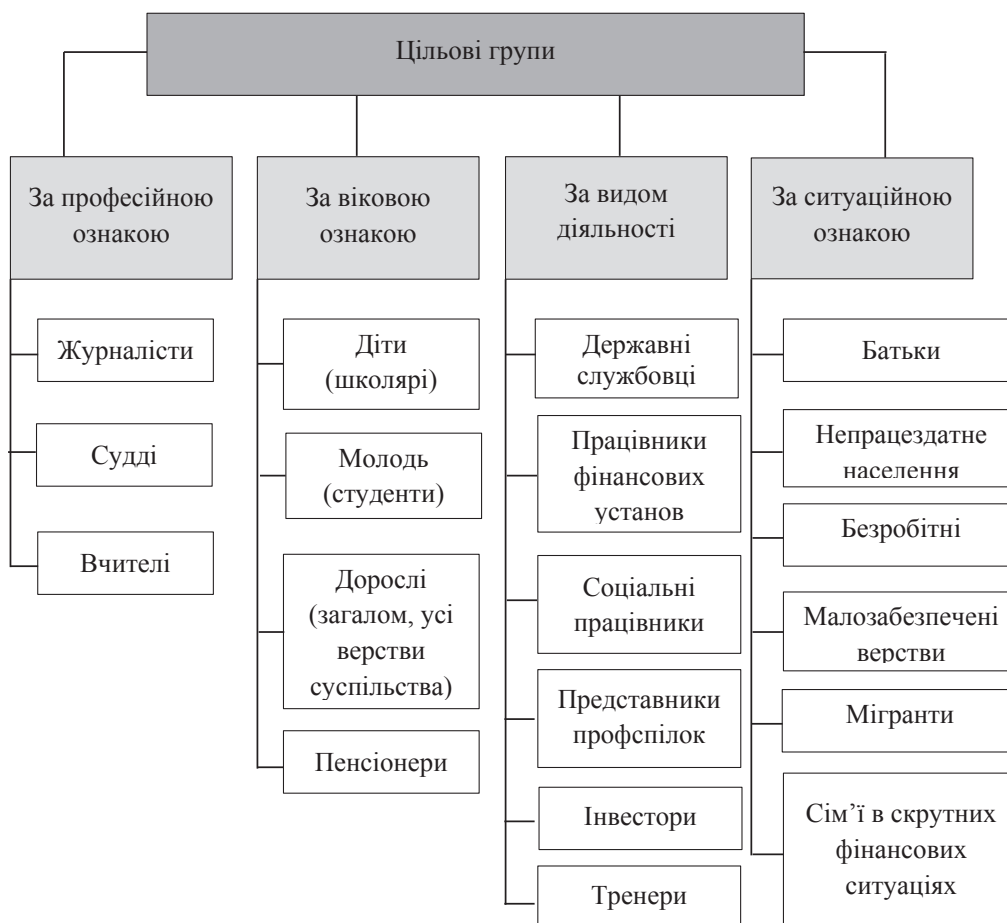 Цільові групи
За професійною
ознакою
Журналісти
Судді
Вчителі
За віковою
ознакою
Діти
(школярі)
Молодь
(студенти)
Дорослі
(загалом, усі
верстви
суспільства)
Пенсіонери
За видом
діяльності
Державні
службовці
Працівники
фінансових
установ
Соціальні
працівники
Представники
профспілок
Інвестори
Тренери
За ситуаційною
ознакою
Батьки
Непрацездатне
населення
Безробітні
Малозабезпечені
верстви
Мігранти
Сім’ї в скрутних
фінансових
ситуаціях